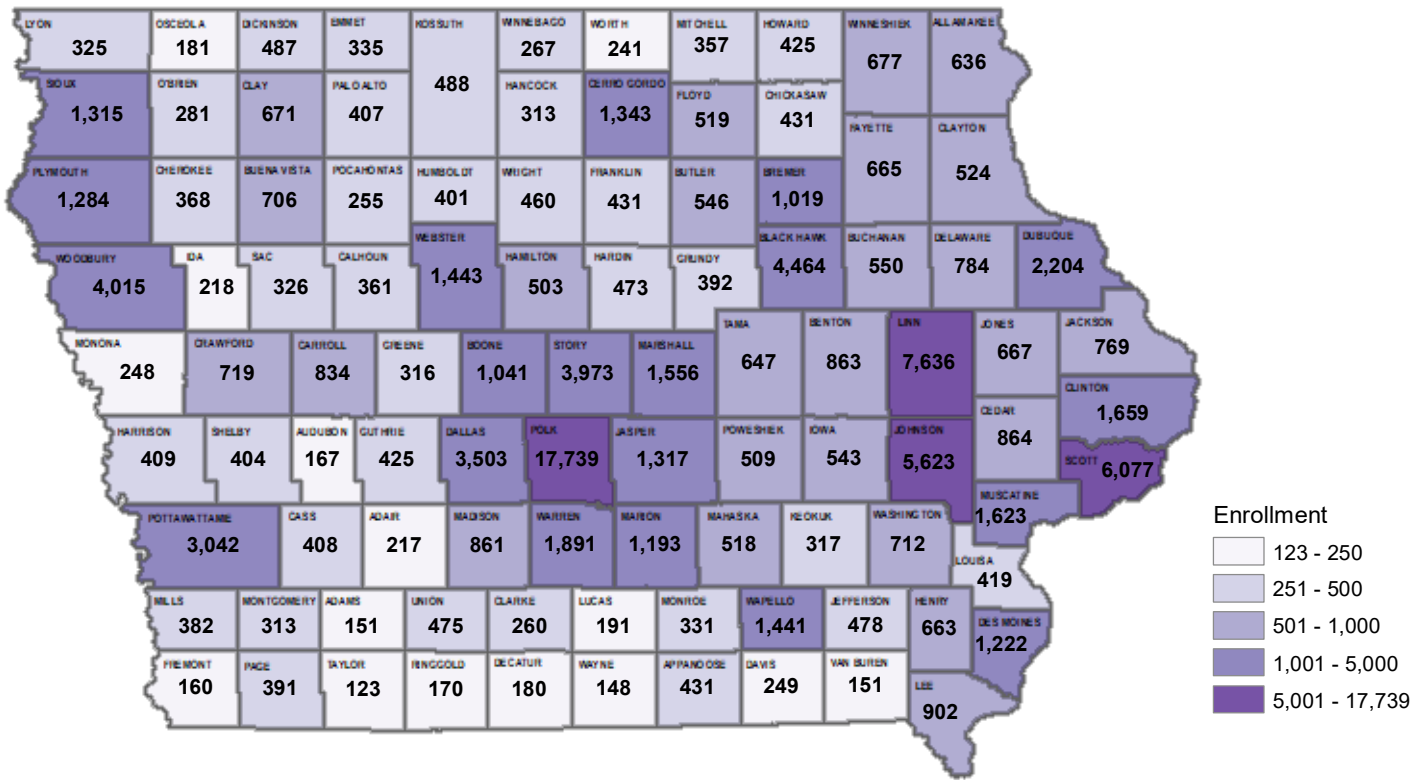 LYON
325
OSCEOLA
181
DICKINSON
487
EMMET
335
KOSSUTH
488
WINNEBAGO
267
WORTH
241
MITCHELL
357
HOWARD
425
WINNESHIEK
677
ALLAMAKEE
636
SIOUX
1,315
O'BRIEN
281
CLAY
671
PALO ALTO
407
HANCOCK
313
CERRO GORDO
1,343
FLOYD
519
CHICKASAW
431
FAYETTE
665
CLAYTON
524
PLYMOUTH
1,284
CHEROKEE
368
BUENA VISTA
706
POCAHONTAS
255
HUMBOLDT
401
WRIGHT
460
FRANKLIN
431
BUTLER
546
BREMER
1,019
WOODBURY
4,015
IDA
218
SAC
326
CALHOUN
361
WEBSTER
1,443
HAMILTON
503
HARDIN
473
GRUNDY
392
BLACK HAWK
4,464
BUCHANAN
550
DELAWARE
784
DUBUQUE
2,204
MONONA
248
CRAWFORD
719
CARROLL
834
GREENE
316
BOONE
1,041
STORY
3,973
MARSHALL
1,556
TAMA
647
BENTON
863
LINN
7,636
JONES
667
JACKSON
769
CLINTON
1,659
HARRISON
409
SHELBY
404
AUDUBON
167
GUTHRIE
425
DALLAS
3,503
POLK
17,739
JASPER
1,317
POWESHIEK
509
IOWA
543
JOHNSON
5,623
CEDAR
864
SCOTT 6,077
POTTAWATTAMIE
3,042
CASS
408
ADAIR
217
MADISON
861
WARREN
1,891
MARION
1,193
MAHASKA
518
KEOKUK
317
WASHINGTON
712
MUSCATINE
1,623
LOUISA
419
MILLS
382
MONTGOMERY
313
ADAMS
151
UNION
475
CLARKE
260
LUCAS
191
MONROE
331
WAPELLO
1,441
JEFFERSON
478
HENRY
663
DES MOINES
1,222
FREMONT
160
PAGE
391
TAYLOR
123
RINGGOLD
170
DECATUR
180
WAYNE
148
APPANOOSE
431
DAVIS
249
VAN BUREN
151
LEE
902
Enrollment
123 - 250
251 - 500
501 - 1,000
1,001 - 5,000
5,001 - 17,739